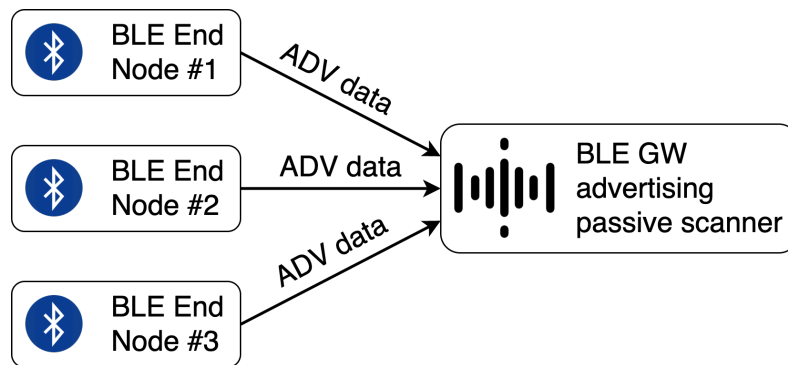 BLE End
Node #1
ADV data
BLE End
Node #2
ADV data
BLE GW
advertising
passive scanner
ADV data
BLE End
Node #3